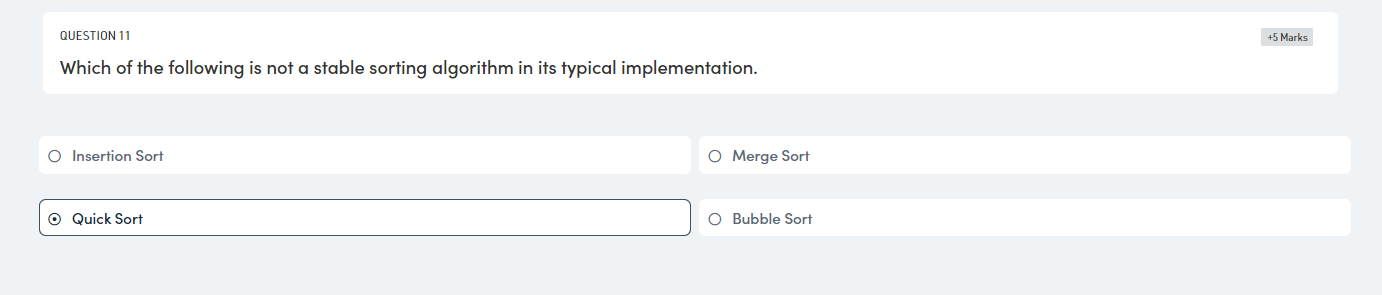 QUESTION 11
+5 Marks
Which of the following is not a stable sorting algorithm in its typical implementation.
Insertion Sort
Merge Sort
Quick Sort
Bubble Sort